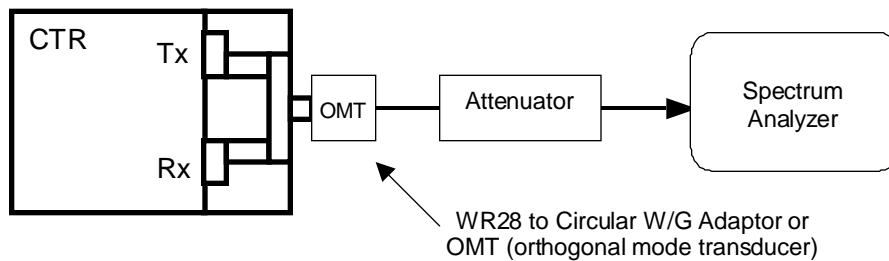 CTR
Tx
Rx
OMT
Attenuator
Spectrum
Analyzer
WR28 to Circular W/G Adaptor or
OMT (orthogonal mode transducer)